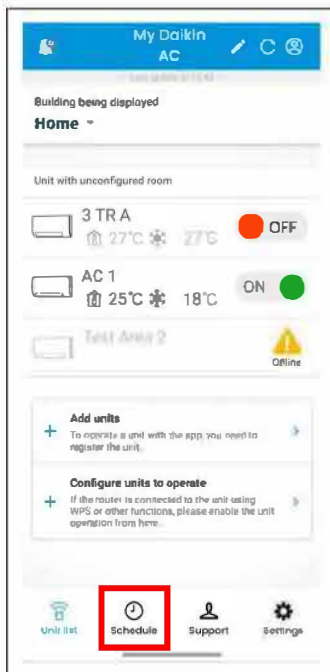 My Daikin
AC
Building being displayed
Home
Unit with unconfigured room
3 TR A
27°C 27°C
OFF
AC 1
25°C 18°C
ON
Test Area 2
Offline
Add units
To operate a unit with the app you need to
register the unit.
Configure units to operate
If the router is connected to the unit using
WPS or other functions, please enable the unit
operation from here.
Unit list
Schedule
Support
Settings